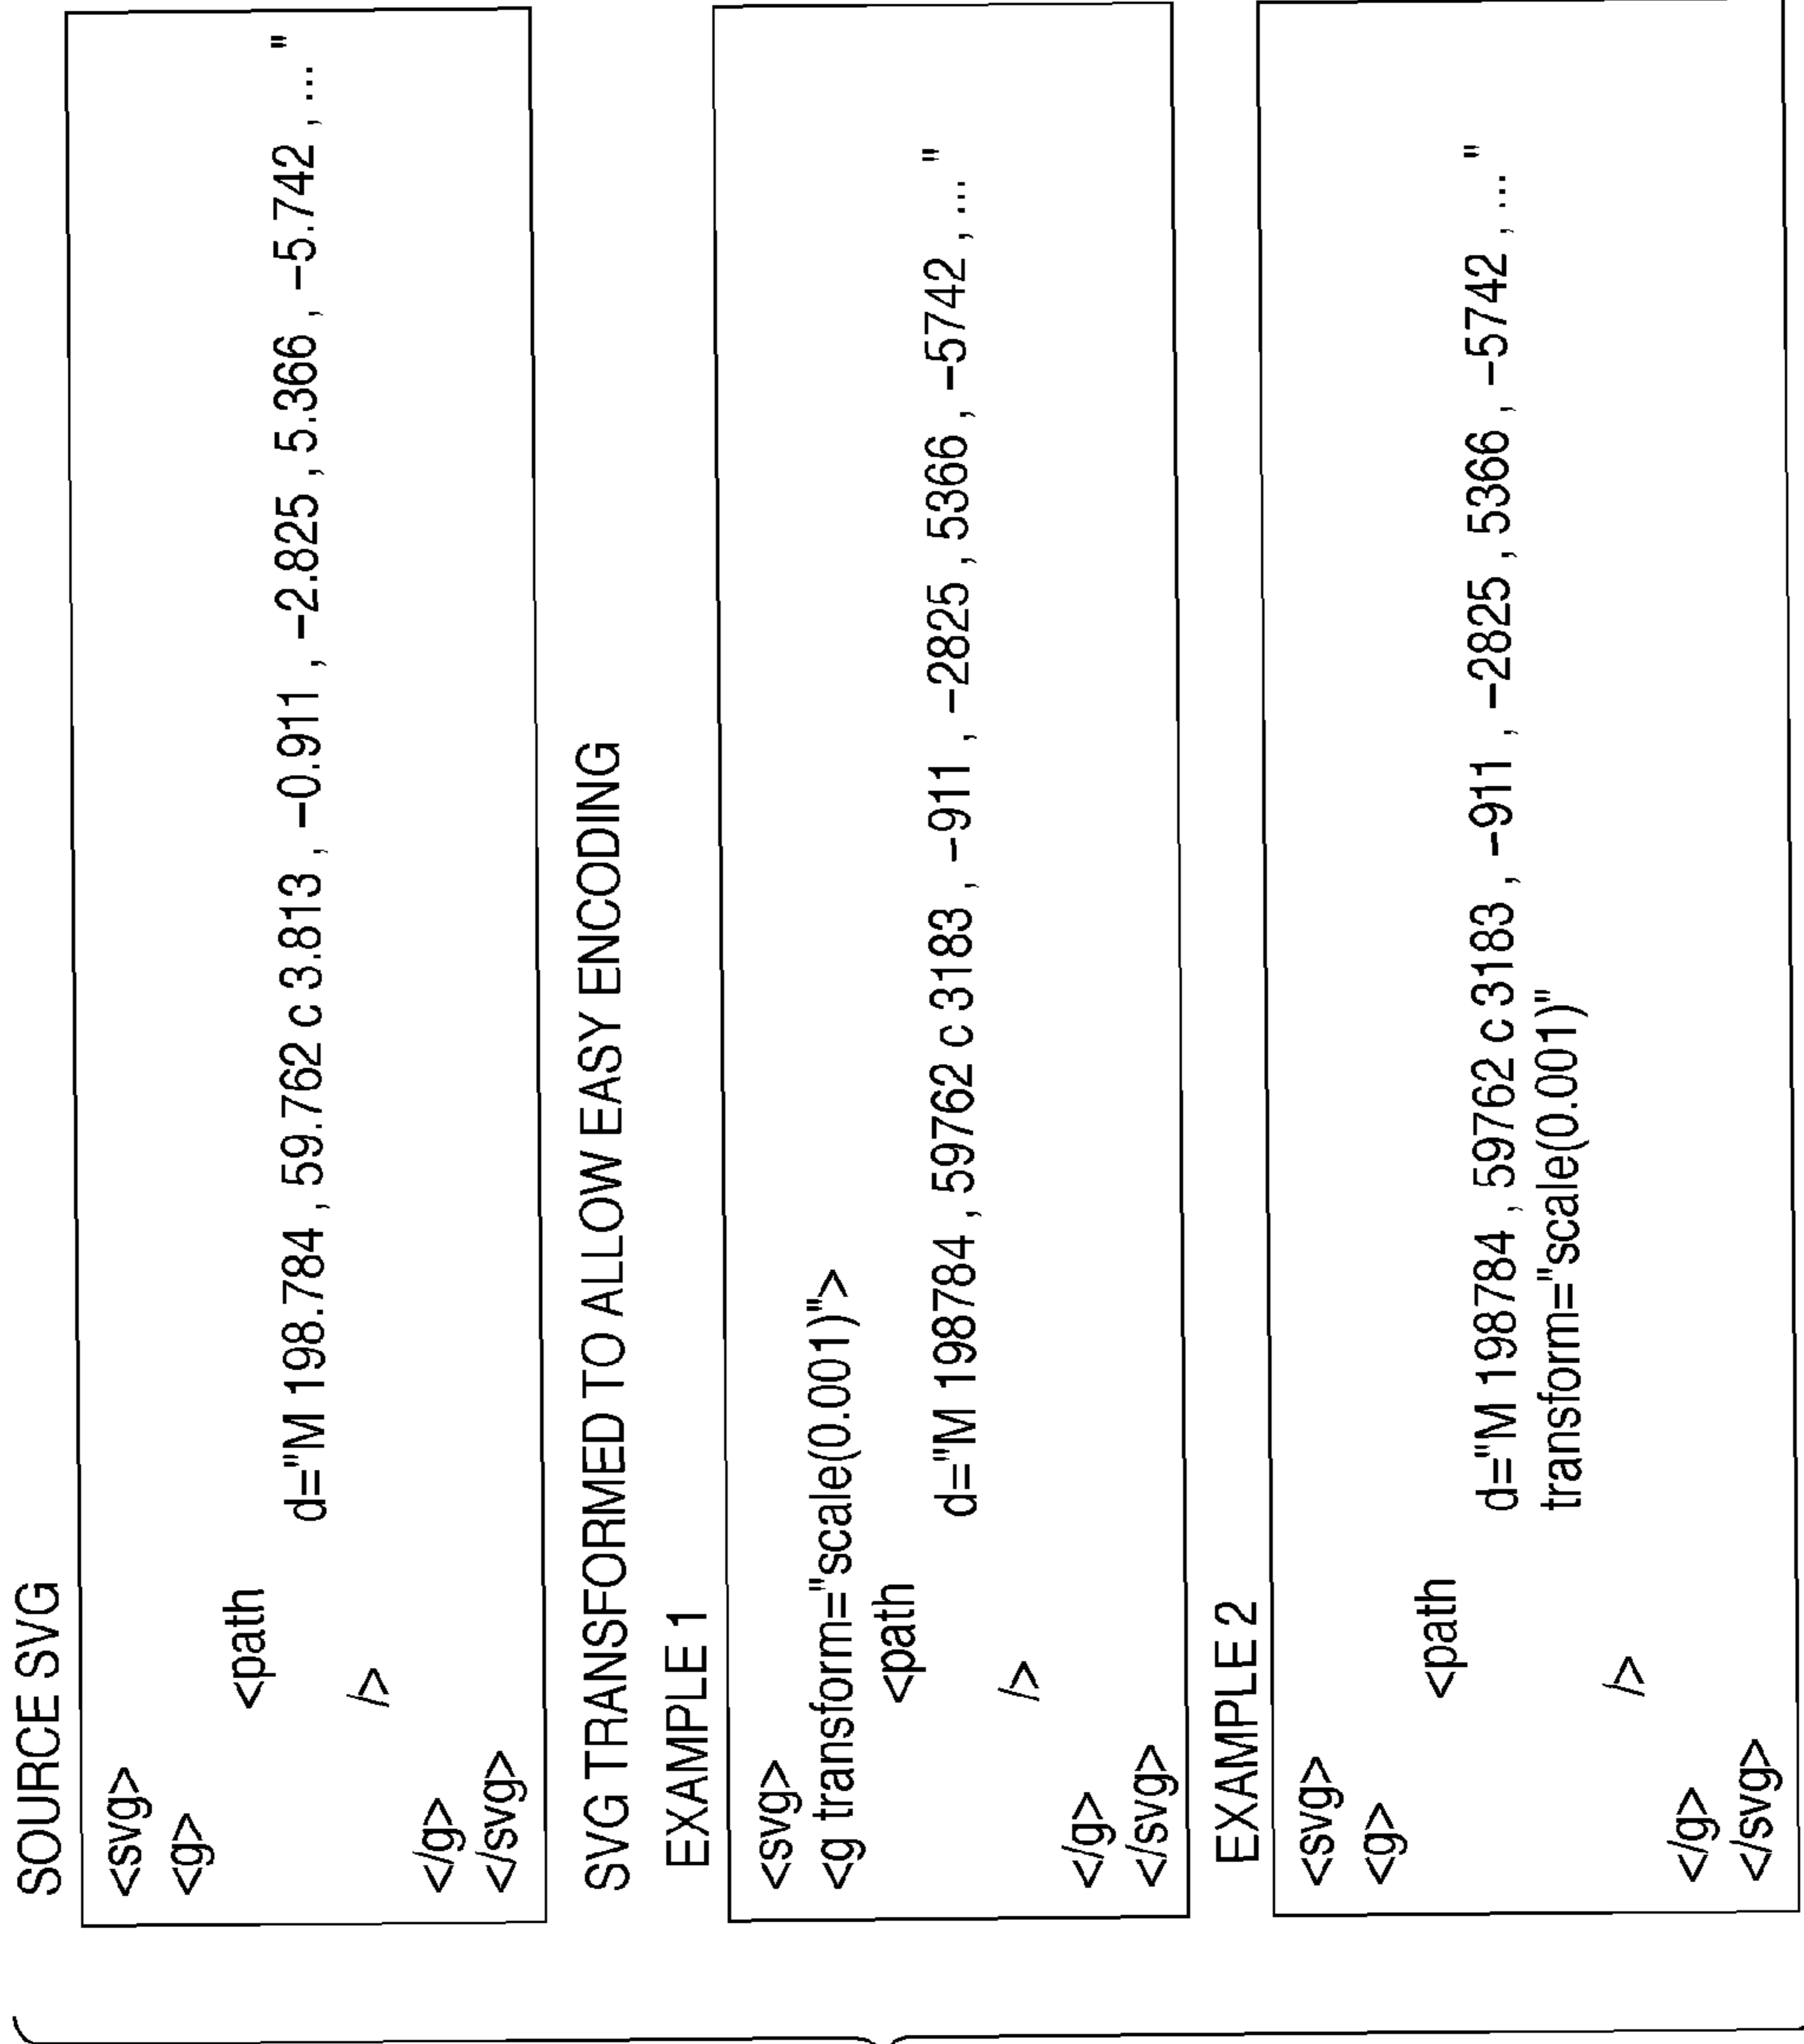 SOURCE SVG
<svg>
<g>
<path
d="M 198.784 , 59.762 c 3.813 , −0.911 , −2.825 , 5.366 , −5.742 , ... "
/>
</g>
</svg>
SVG TRANSFORMED TO ALLOW EASY ENCODING
EXAMPLE 1
<svg>
<g transform="scale(0.001)">
<path
d="M 198784 , 59762 c 3183 , −911 , −2825 , 5366 , −5742 , ... "
/>
</g>
</svg>
EXAMPLE 2
<svg>
<g>
<path
d="M 198784 , 59762 c 3183 , −911 , −2825 , 5366 , −5742 , ... "
transform="scale(0.001)"
/>
</g>
</svg>